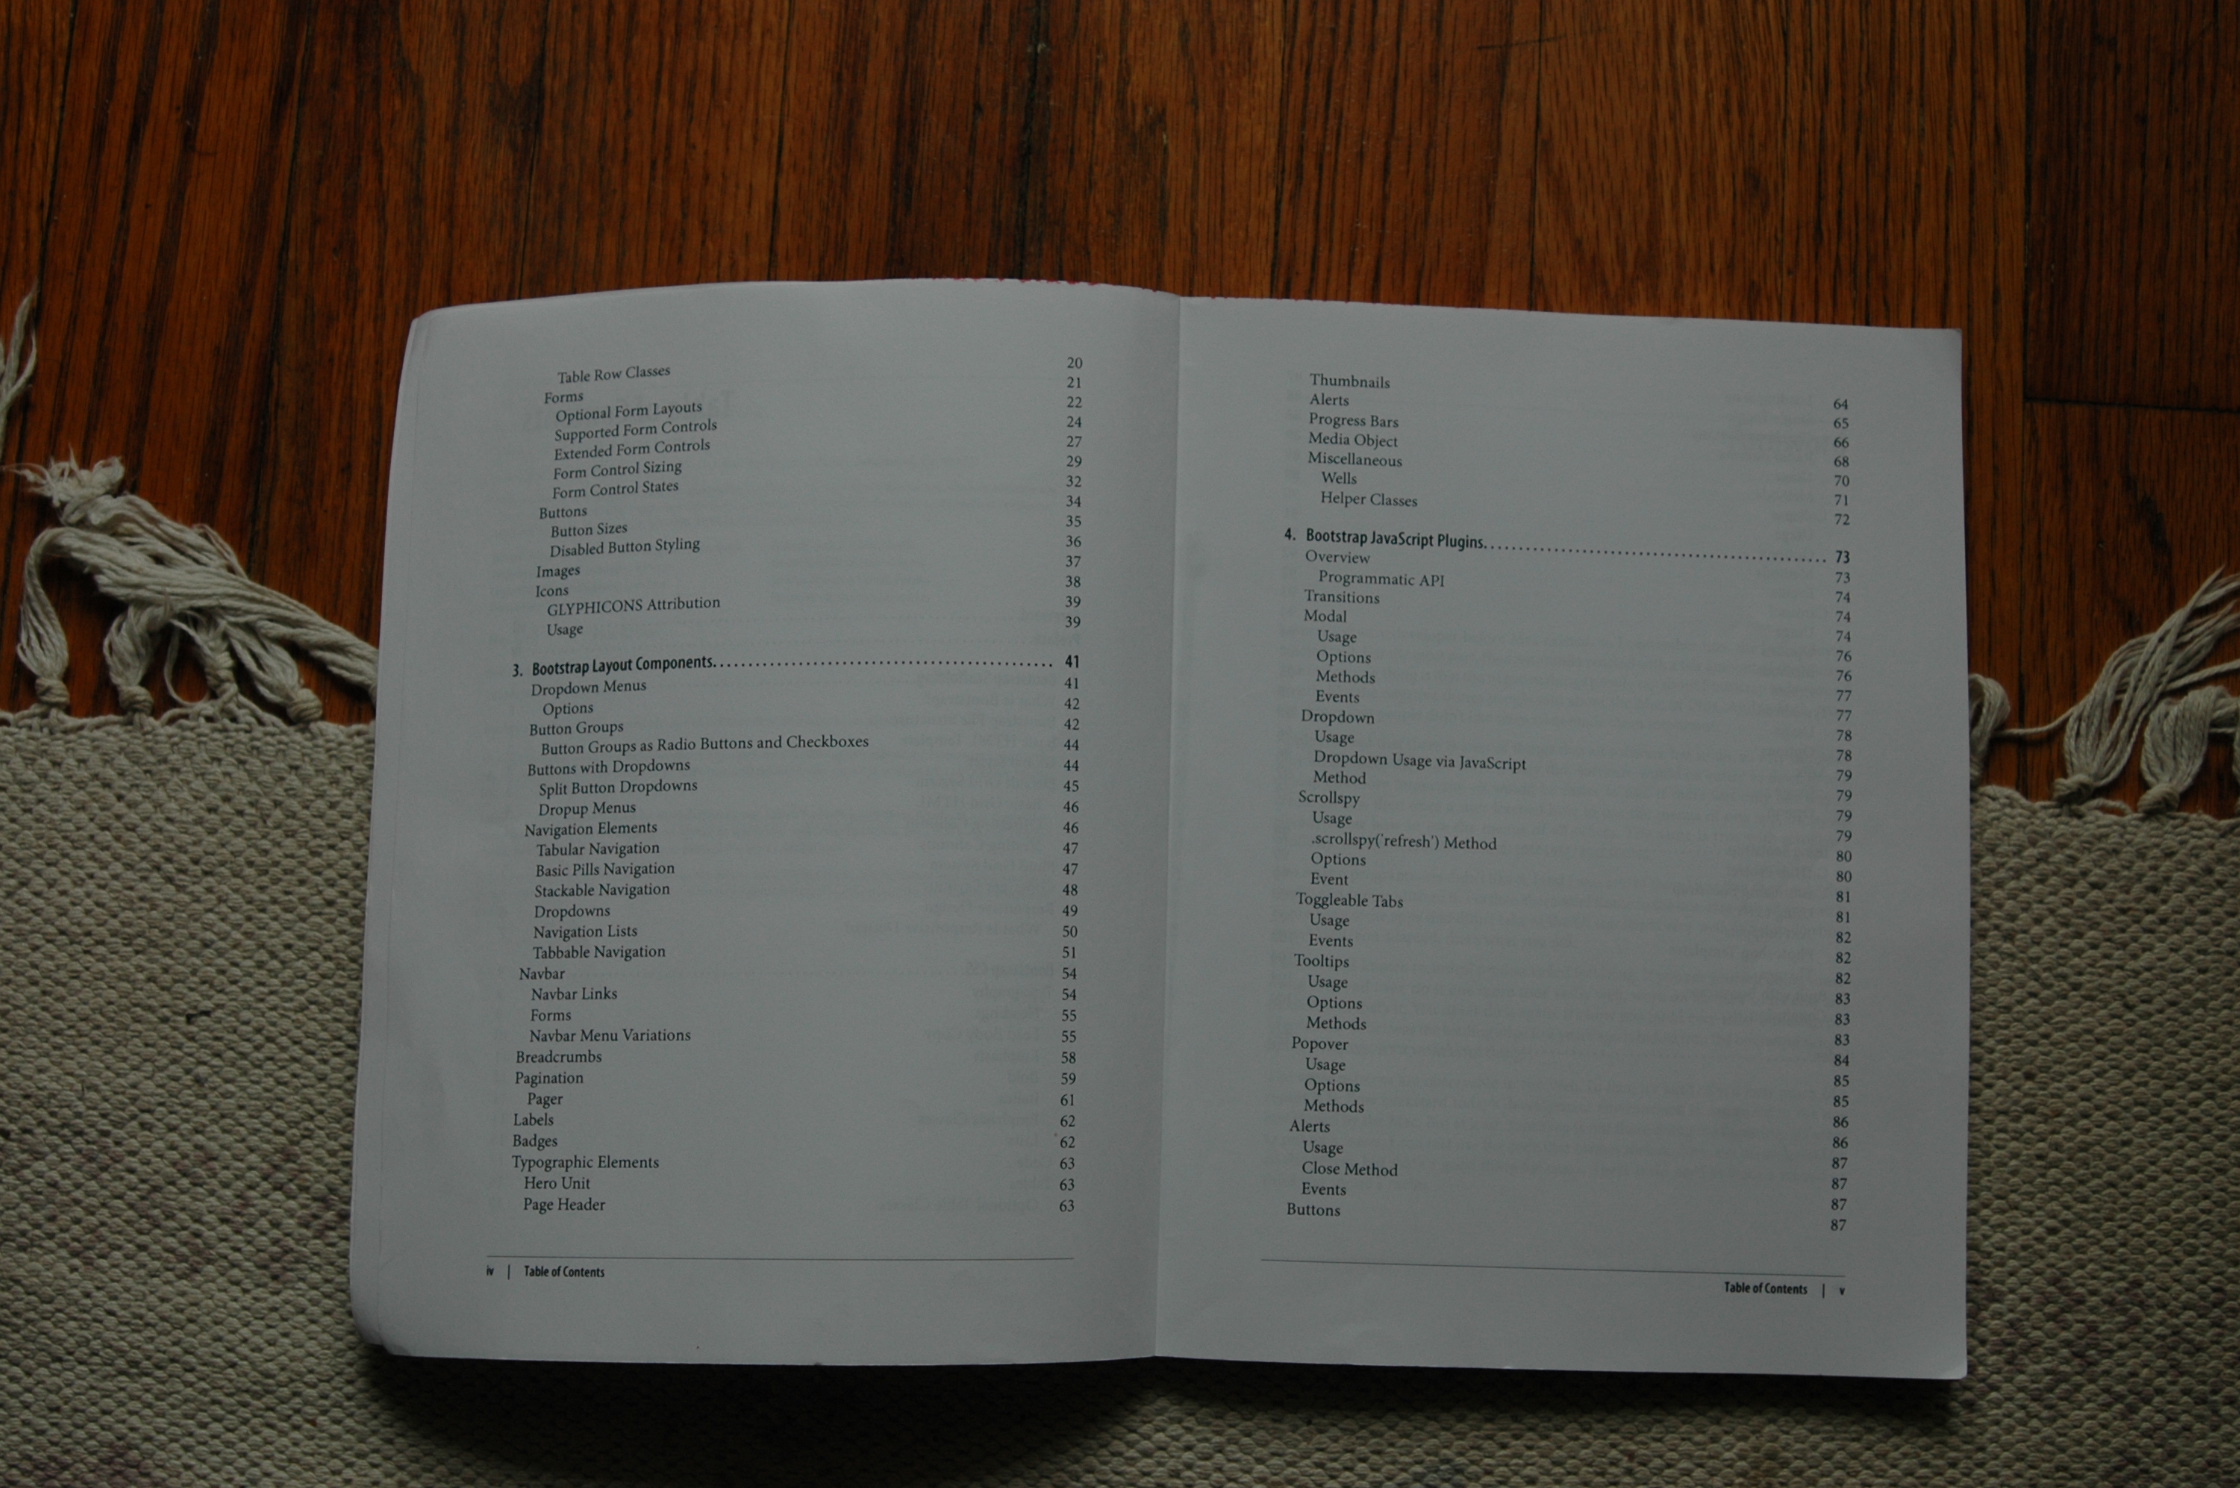 Table Row Classes 20
Forms 21
Optional Form Layouts 22
Supported Form Controls 24
Extended Form Controls 27
Form Control Sizing 29
Form Control States 32
Buttons 34
Button Sizes 35
Disabled Button Styling 36
Images 37
Icons 38
GLYPHICONS Attribution 39
Usage 39
3. Bootstrap Layout Components. . . . . . . . . . . . . . . . . . . . . . . . . . . . . . . . . . . . . . . . . . . . . . . 41
Dropdown Menus 41
Options 42
Button Groups 42
Button Groups as Radio Buttons and Checkboxes 44
Buttons with Dropdowns 44
Split Button Dropdowns 45
Dropup Menus 46
Navigation Elements 46
Tabular Navigation 47
Basic Pills Navigation 47
Stackable Navigation 48
Dropdowns 49
Navigation Lists 50
Tabbable Navigation 51
Navbar 54
Navbar Links 54
Forms 55
Navbar Menu Variations 55
Breadcrumbs 58
Pagination 59
Pager 61
Labels 62
Badges 62
Typographic Elements 63
Hero Unit 63
Page Header 63
iv | Table of Contents
Thumbnails 64
Alerts 65
Progress Bars 66
Media Object 68
Miscellaneous 70
Wells 71
Helper Classes 72
4. Bootstrap JavaScript Plugins. . . . . . . . . . . . . . . . . . . . . . . . . . . . . . . . . . . . . . . . . . . . . . . 73
Overview 73
Programmatic API 74
Transitions 74
Modal 74
Usage 76
Options 76
Methods 77
Events 77
Dropdown 78
Usage 78
Dropdown Usage via JavaScript 79
Method 79
Scrollspy 79
Usage 79
.scrollspy('refresh') Method 80
Options 80
Event 81
Toggleable Tabs 81
Usage 82
Events 82
Tooltips 82
Usage 83
Options 83
Methods 83
Popover 84
Usage 85
Options 85
Methods 86
Alerts 86
Usage 87
Close Method 87
Events 87
Buttons 87
Table of Contents | v